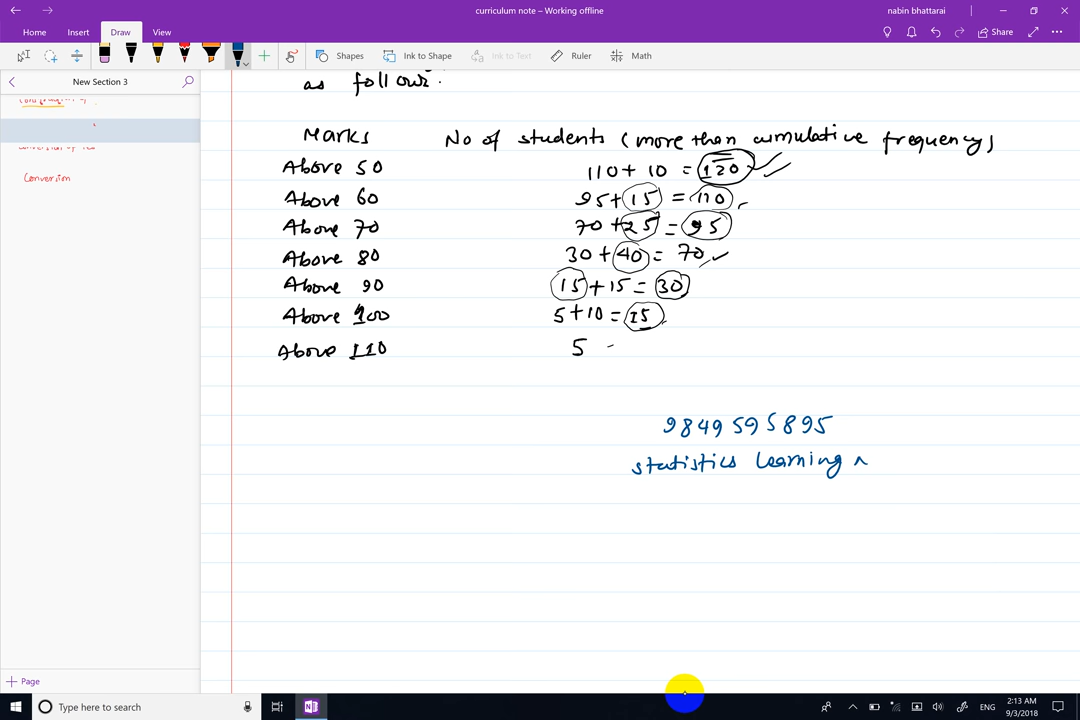 curriculum note – Working offline
nabin bhattarai
Home Insert Draw View
Share
Shapes Ink to Shape Ink to Text Ruler Math
New Section 3
as follows.
Marks No of students (more than cumulative frequency)
Above 50 110 + 10 = 120
Above 60 95 + 15 = 110
Above 70 70 + 25 = 95
Above 80 30 + 40 = 70
Above 90 15 + 15 = 30
Above 100 5 + 10 = 15
Above 110 5
Conversion
9849595895
statistics learning
Page
Type here to search
ENG
2:13 AM
9/3/2018